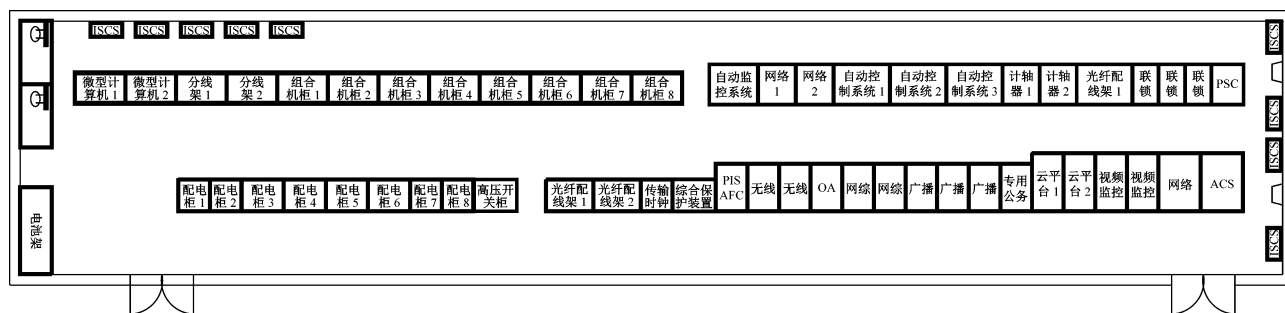 ISCS ISCS ISCS ISCS ISCS
ISCS
微型计算机 1 微型计算机 2 分线架 1 分线架 2 组合机柜 1 组合机柜 2 组合机柜 3 组合机柜 4 组合机柜 5 组合机柜 6 组合机柜 7 组合机柜 8
自动监控系统 网络 1 网络 2 自动控制系统 1 自动控制系统 2 自动控制系统 3 计轴器 1 计轴器 2 光纤配线架 1 联锁 联锁 联锁 PSC
ISCS
ISCS
配电柜 1 配电柜 2 配电柜 3 配电柜 4 配电柜 5 配电柜 6 配电柜 7 配电柜 8 高压开关柜
光纤配线架 1 光纤配线架 2 传输时钟 综合保护装置 PIS AFC 无线 无线 OA 网综 网综 广播 广播 广播 专用公务 云平台 1 云平台 2 视频监控 视频监控 网络 ACS
电池架
ISCS